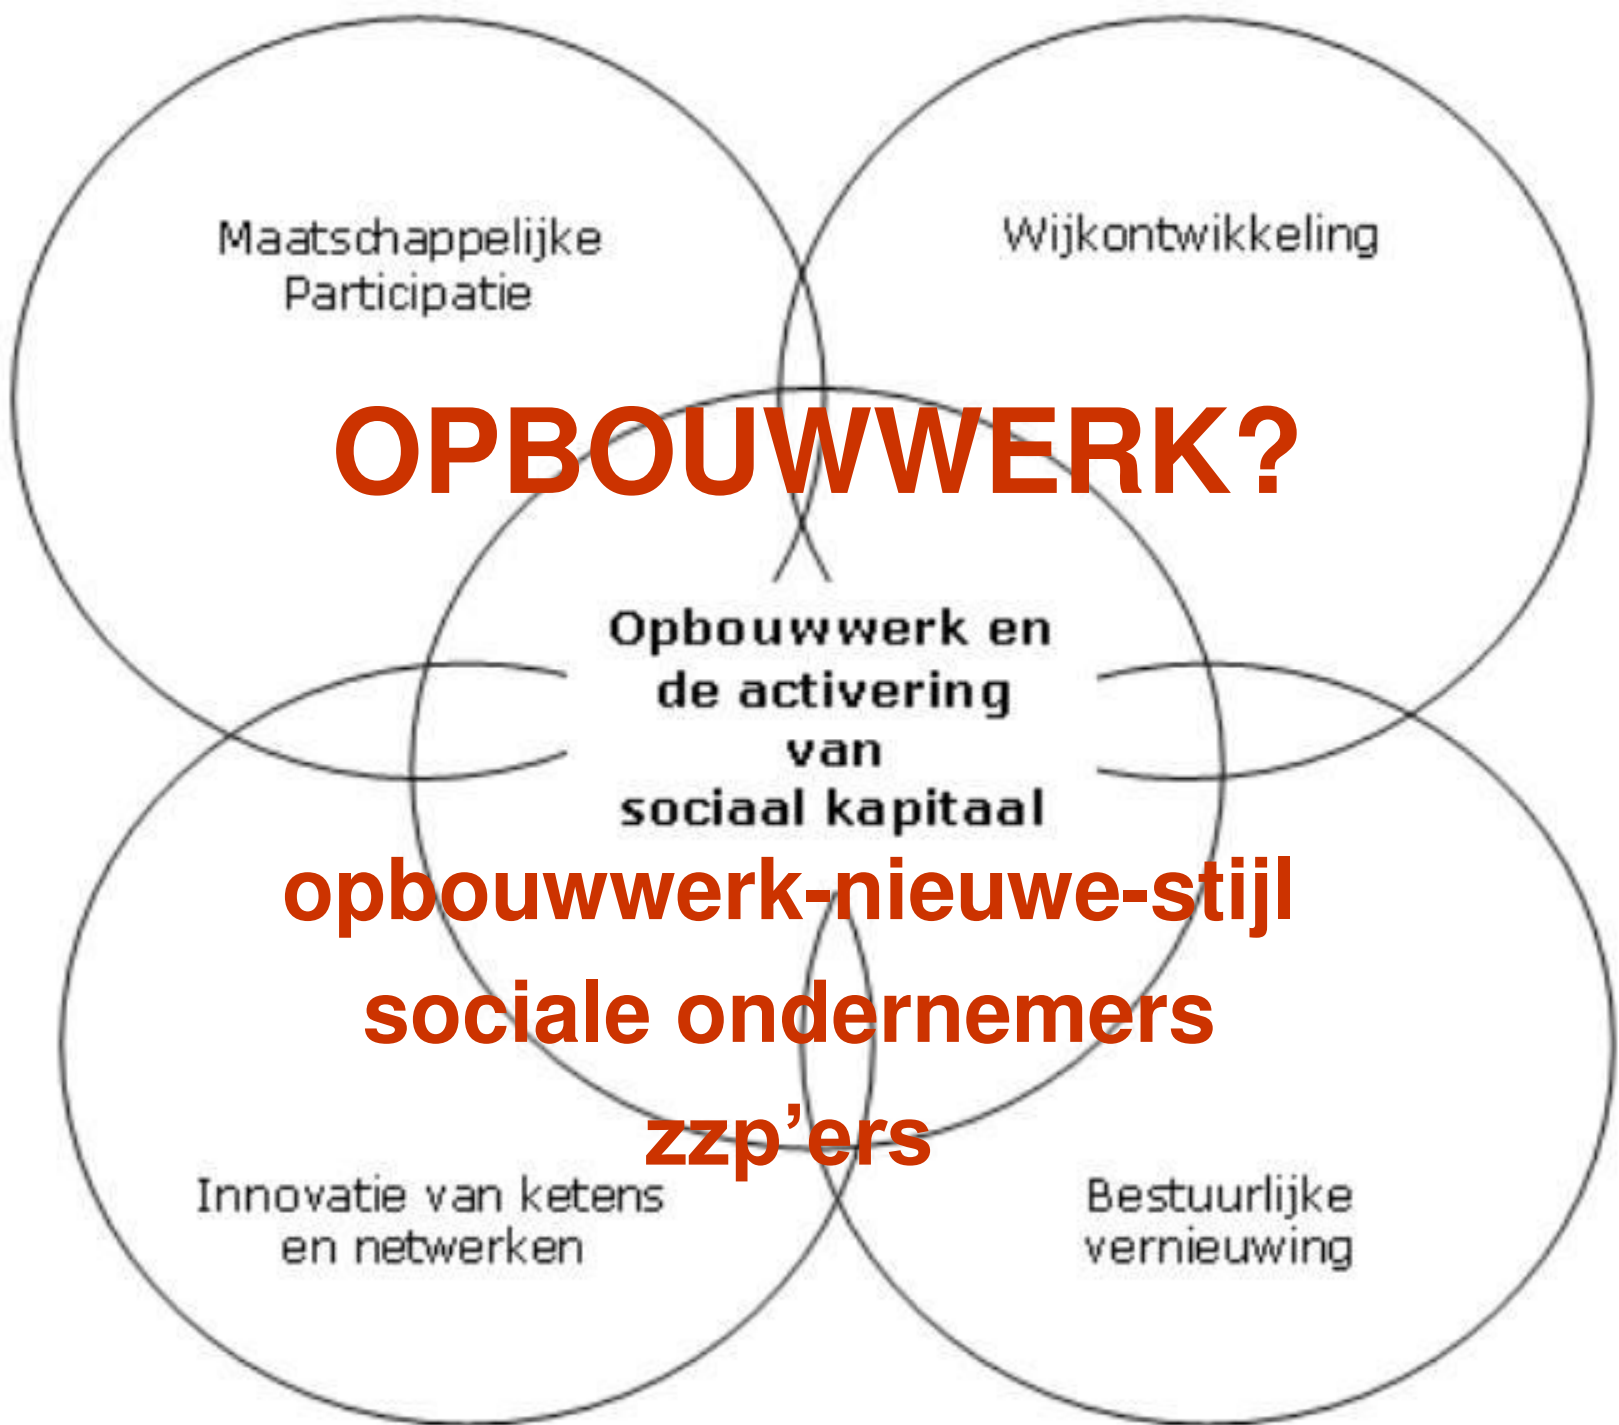 Maatschappelijke
Participatie
Wijkontwikkeling
OPBOUWWERK?
Opbouwwerk en
de activering
van
sociaal kapitaal
opbouwwerk-nieuwe-stijl
sociale ondernemers
zzp’ers
Innovatie van ketens
en netwerken
Bestuurlijke
vernieuwing